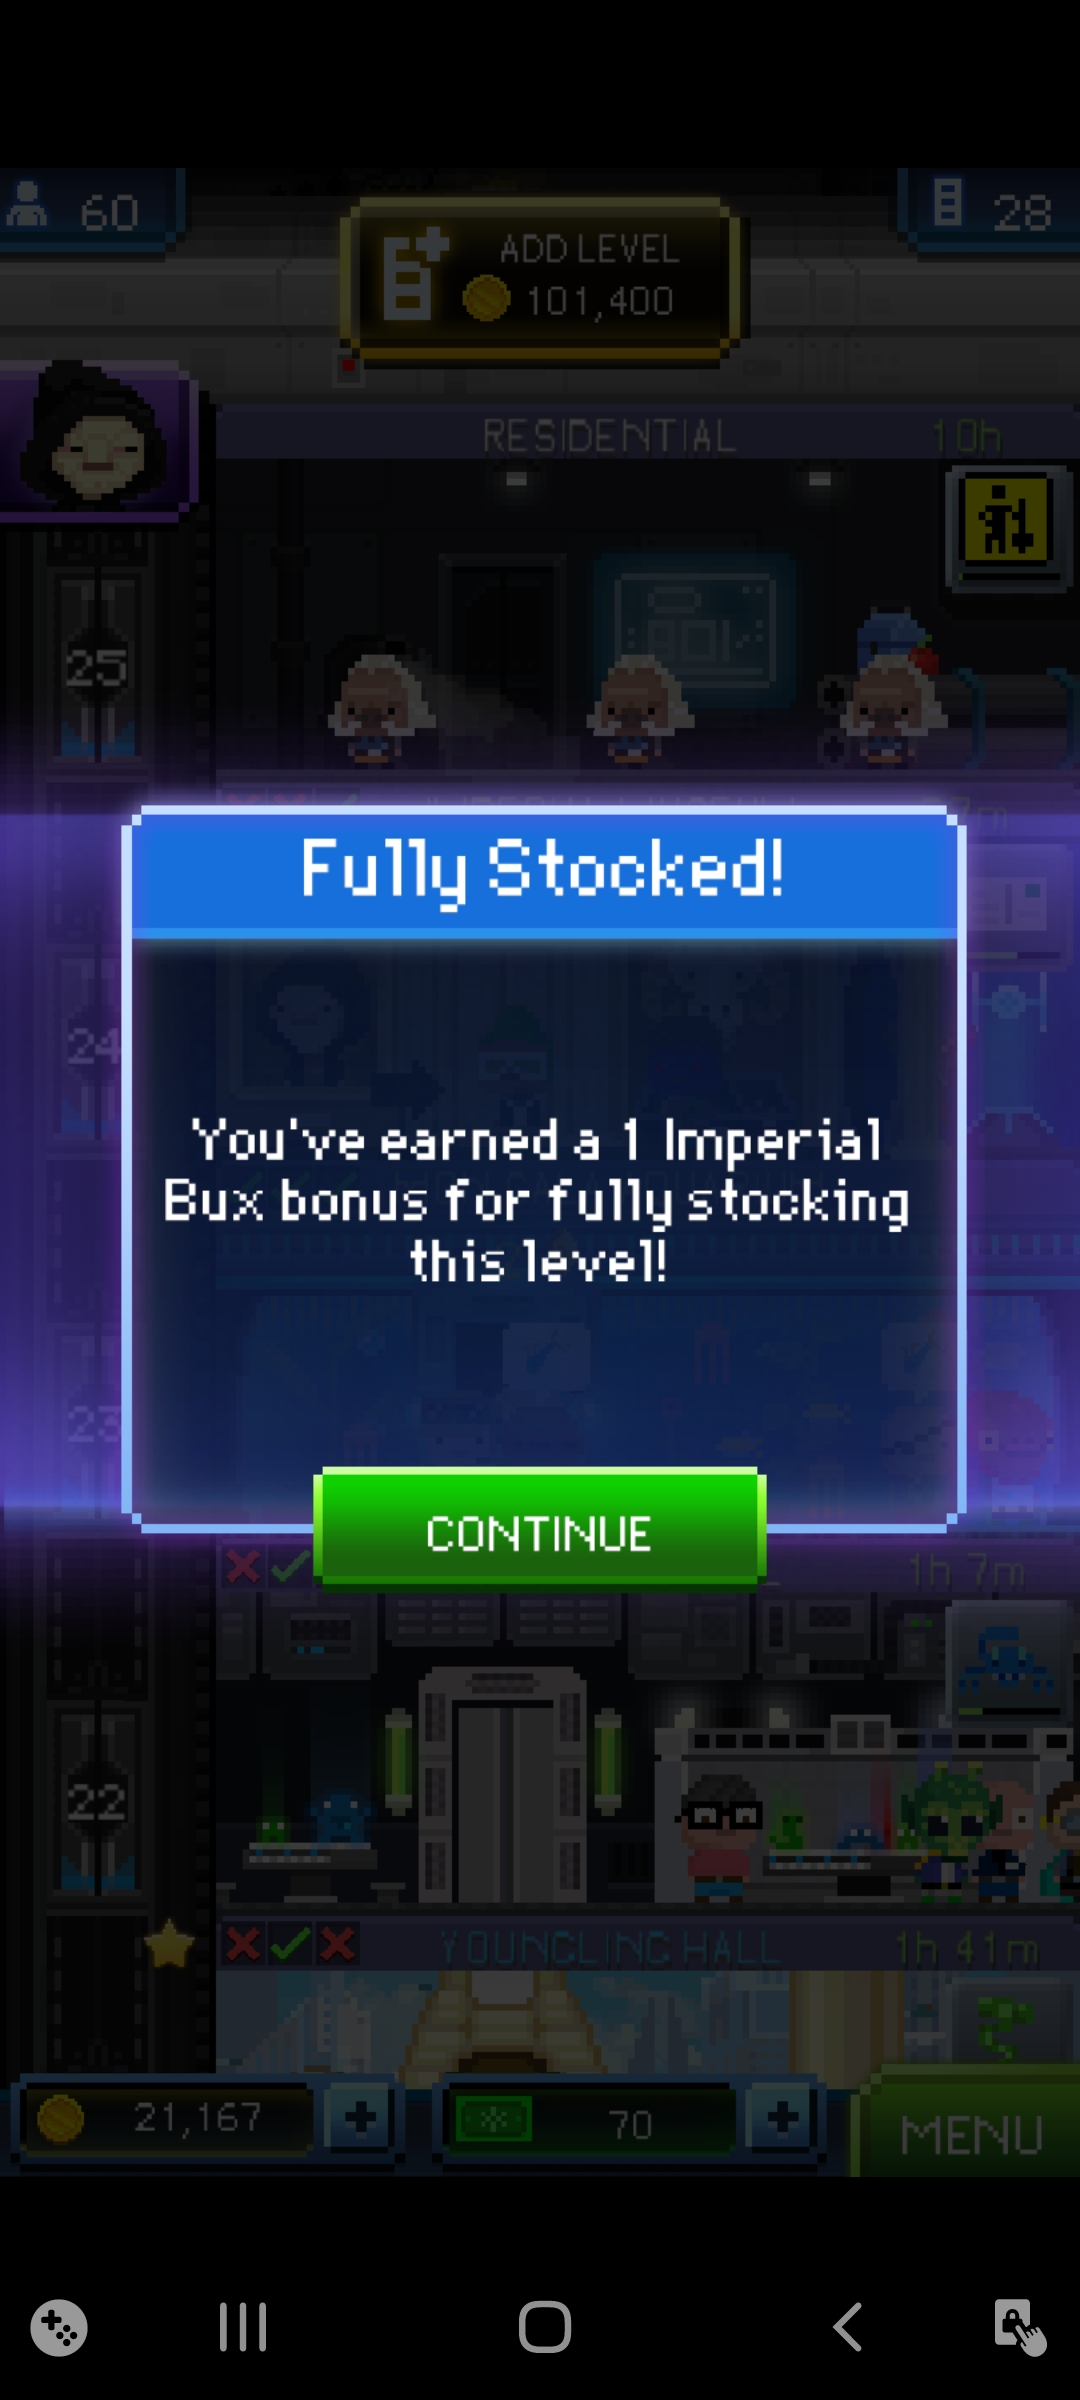 60
28
ADD LEVEL
101,400
RESIDENTIAL
10h
25
7m
Fully Stocked!
24
You've earned a 1 Imperial
Bux bonus for fully stocking
this level!
23
CONTINUE
1h 7m
22
YOUNGLING HALL
1h 41m
21,167
70
MENU